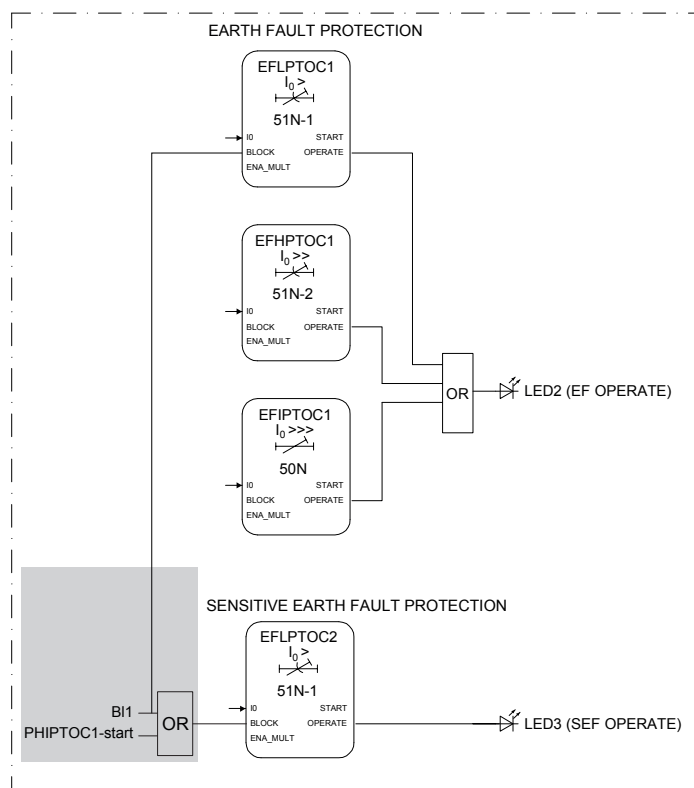 EARTH FAULT PROTECTION
EFLPTOC1
I0 >
51N-1
I0
START
BLOCK
OPERATE
ENA_MULT
EFHPTOC1
I0 >>
51N-2
I0
START
BLOCK
OPERATE
ENA_MULT
OR
LED2 (EF OPERATE)
EFIPTOC1
I0 >>>
50N
I0
START
BLOCK
OPERATE
ENA_MULT
SENSITIVE EARTH FAULT PROTECTION
EFLPTOC2
I0 >
51N-1
I0
START
BLOCK
OPERATE
ENA_MULT
BI1
PHIPTOC1-start
OR
LED3 (SEF OPERATE)